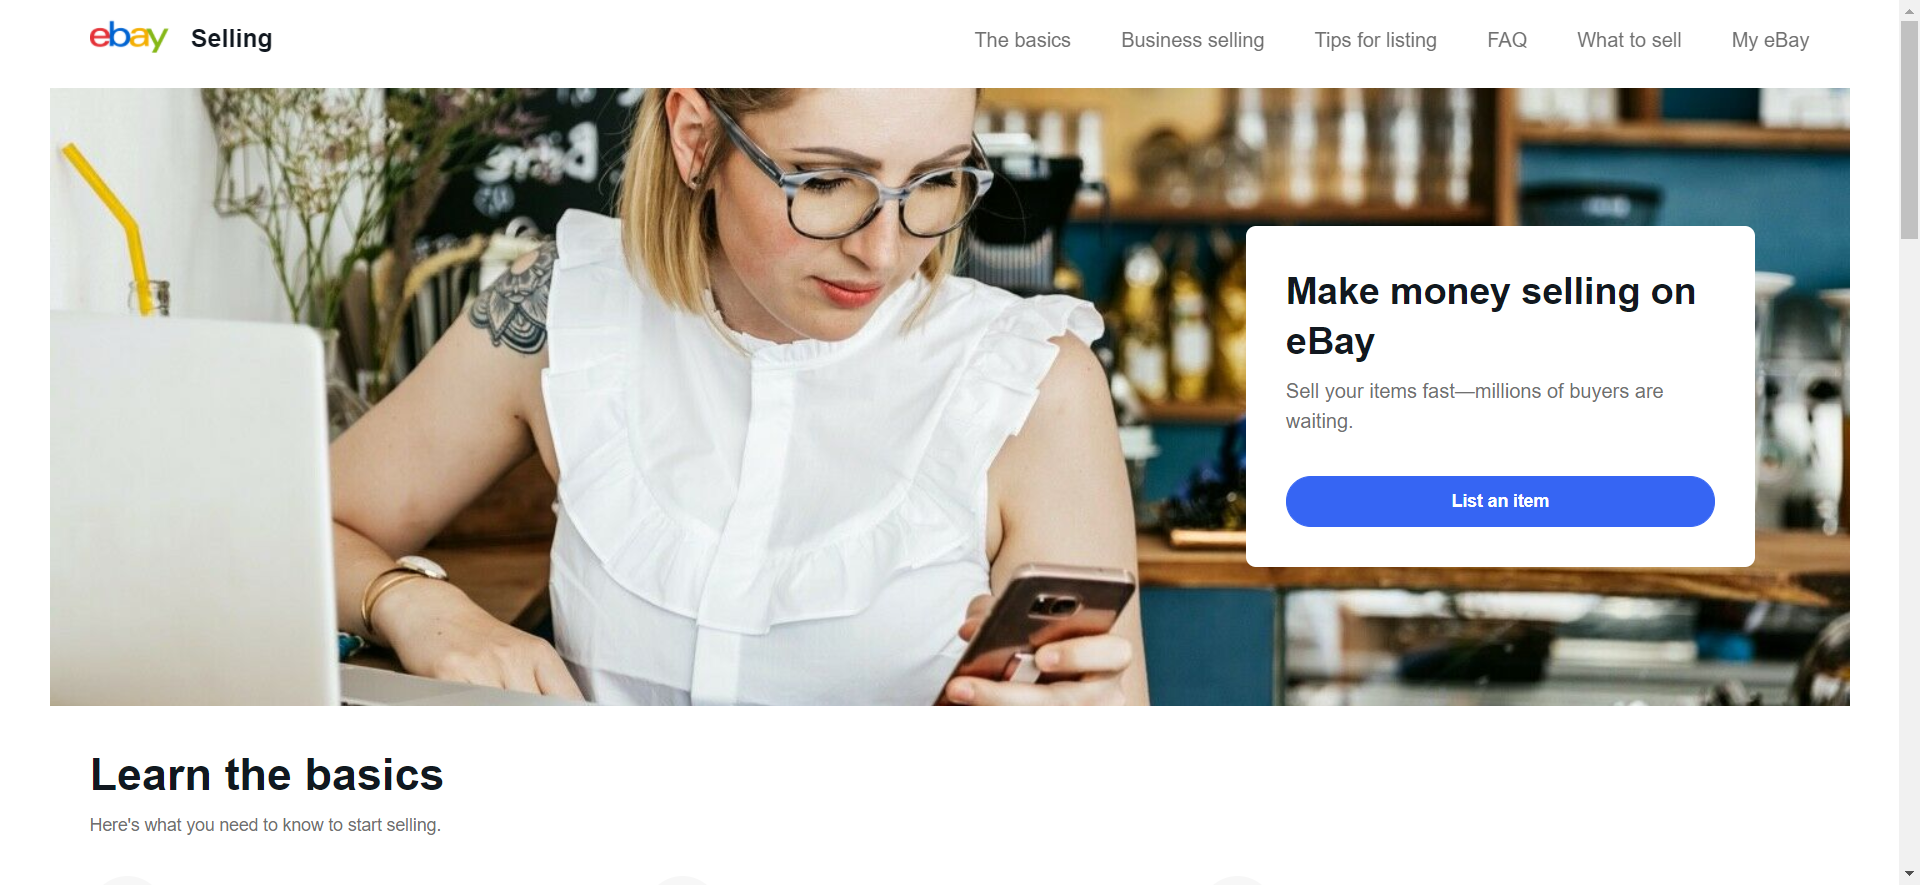 ebay Selling
The basics Business selling Tips for listing FAQ What to sell My eBay
Make money selling on
eBay
Sell your items fast—millions of buyers are
waiting.
List an item
Learn the basics
Here's what you need to know to start selling.